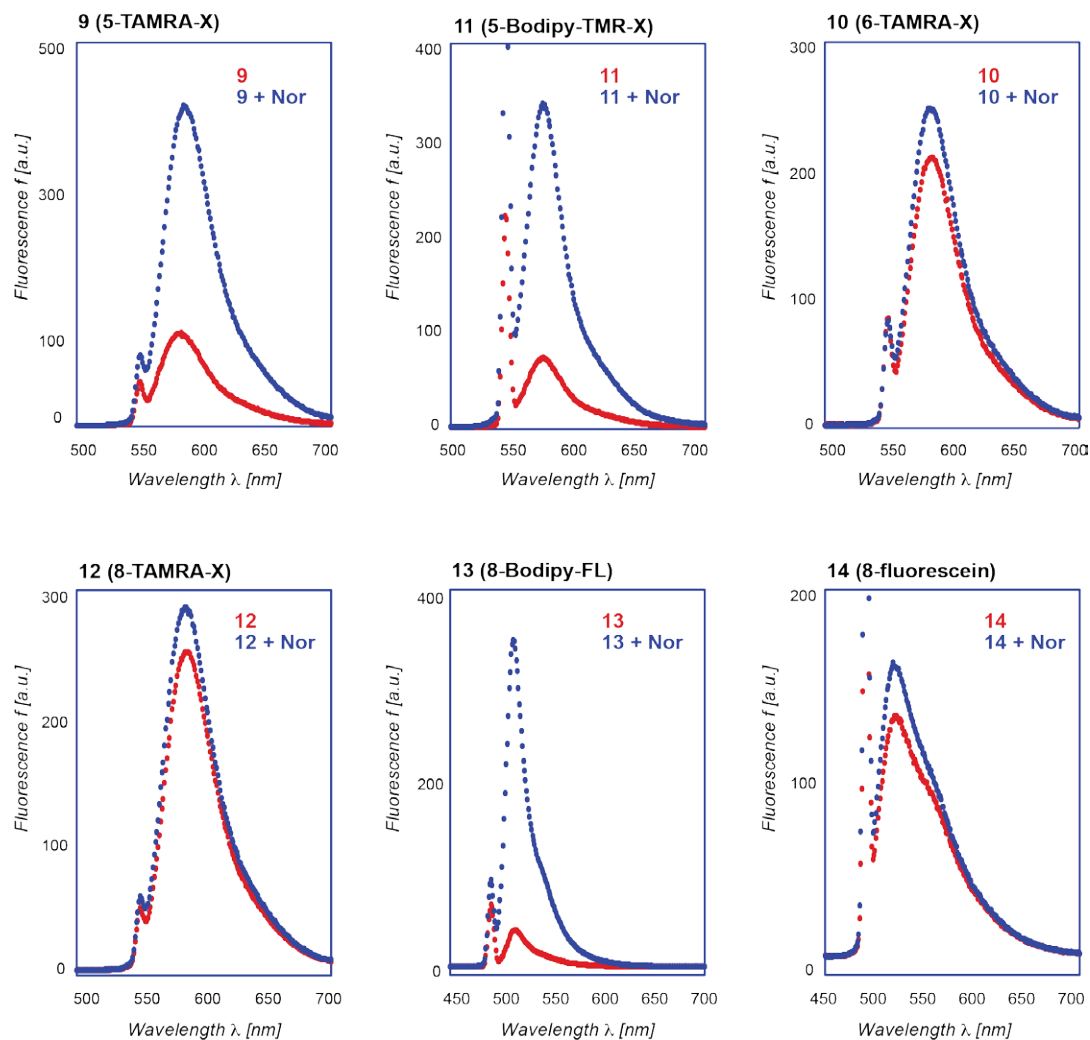 9 (5-TAMRA-X)
500
300
100
0
Fluorescence f [a.u.]
9
9 + Nor
500 550 600 650 700
Wavelength λ [nm]
11 (5-Bodipy-TMR-X)
400
300
200
100
0
Fluorescence f [a.u.]
11
11 + Nor
500 550 600 650 700
Wavelength λ [nm]
10 (6-TAMRA-X)
300
200
100
0
Fluorescence f [a.u.]
10
10 + Nor
500 550 600 650 700
Wavelength λ [nm]
12 (8-TAMRA-X)
300
200
100
0
Fluorescence f [a.u.]
12
12 + Nor
500 550 600 650 700
Wavelength λ [nm]
13 (8-Bodipy-FL)
400
200
0
Fluorescence f [a.u.]
13
13 + Nor
450 500 550 600 650 700
Wavelength λ [nm]
14 (8-fluorescein)
200
100
0
Fluorescence f [a.u.]
14
14 + Nor
450 500 550 600 650 700
Wavelength λ [nm]